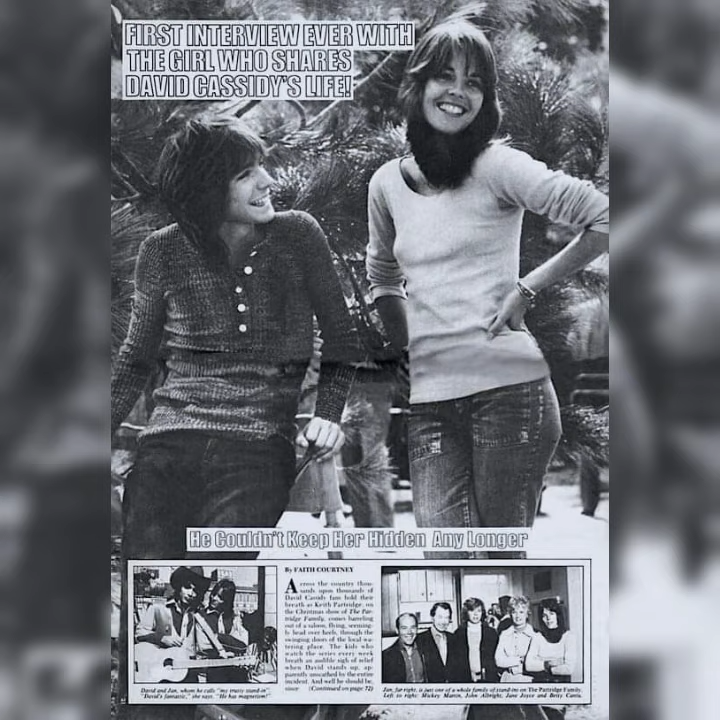 FIRST INTERVIEW EVER WITH
THE GIRL WHO SHARES
DAVID CASSIDY'S LIFE!
He Couldn't Keep Her Hidden Any Longer
By FAITH COURTNEY
Across the country thou-
sands upon thousands of
David Cassidy fans hold their
breath as Keith Partridge, on
the Christmas show of The Par-
tridge Family, comes barreling
out of a saloon, flying, seeming-
ly head over heels, through the
swinging doors of the local wa-
tering place. The kids who
watch the series every week
breath an audible sigh of relief
when David stands up, ap-
parently unscathed by the entire
incident. And well he should be,
since (Continued on page 72)
David and Jan, whom he calls "my trusty stand-in"
"David's fantastic," she says. "He has magnetism!"
Jan, far right, is just one of a whole family of stand-ins on The Partridge Family.
Left to right: Mickey Martin, John Albright, Jane Joyce and Betty Canta.